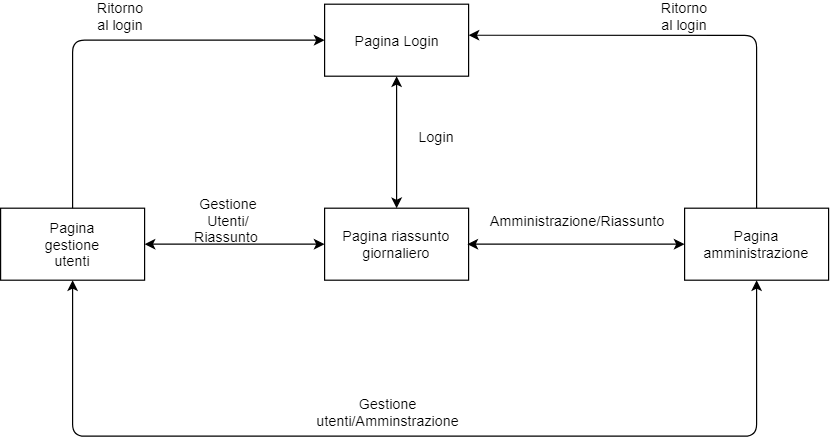 Ritorno
al login
Pagina Login
Ritorno
al login
Login
Gestione
Utenti/
Riassunto
Amministrazione/Riassunto
Pagina
gestione
utenti
Pagina riassunto
giornaliero
Pagina
amministrazione
Gestione
utenti/Amminstrazione